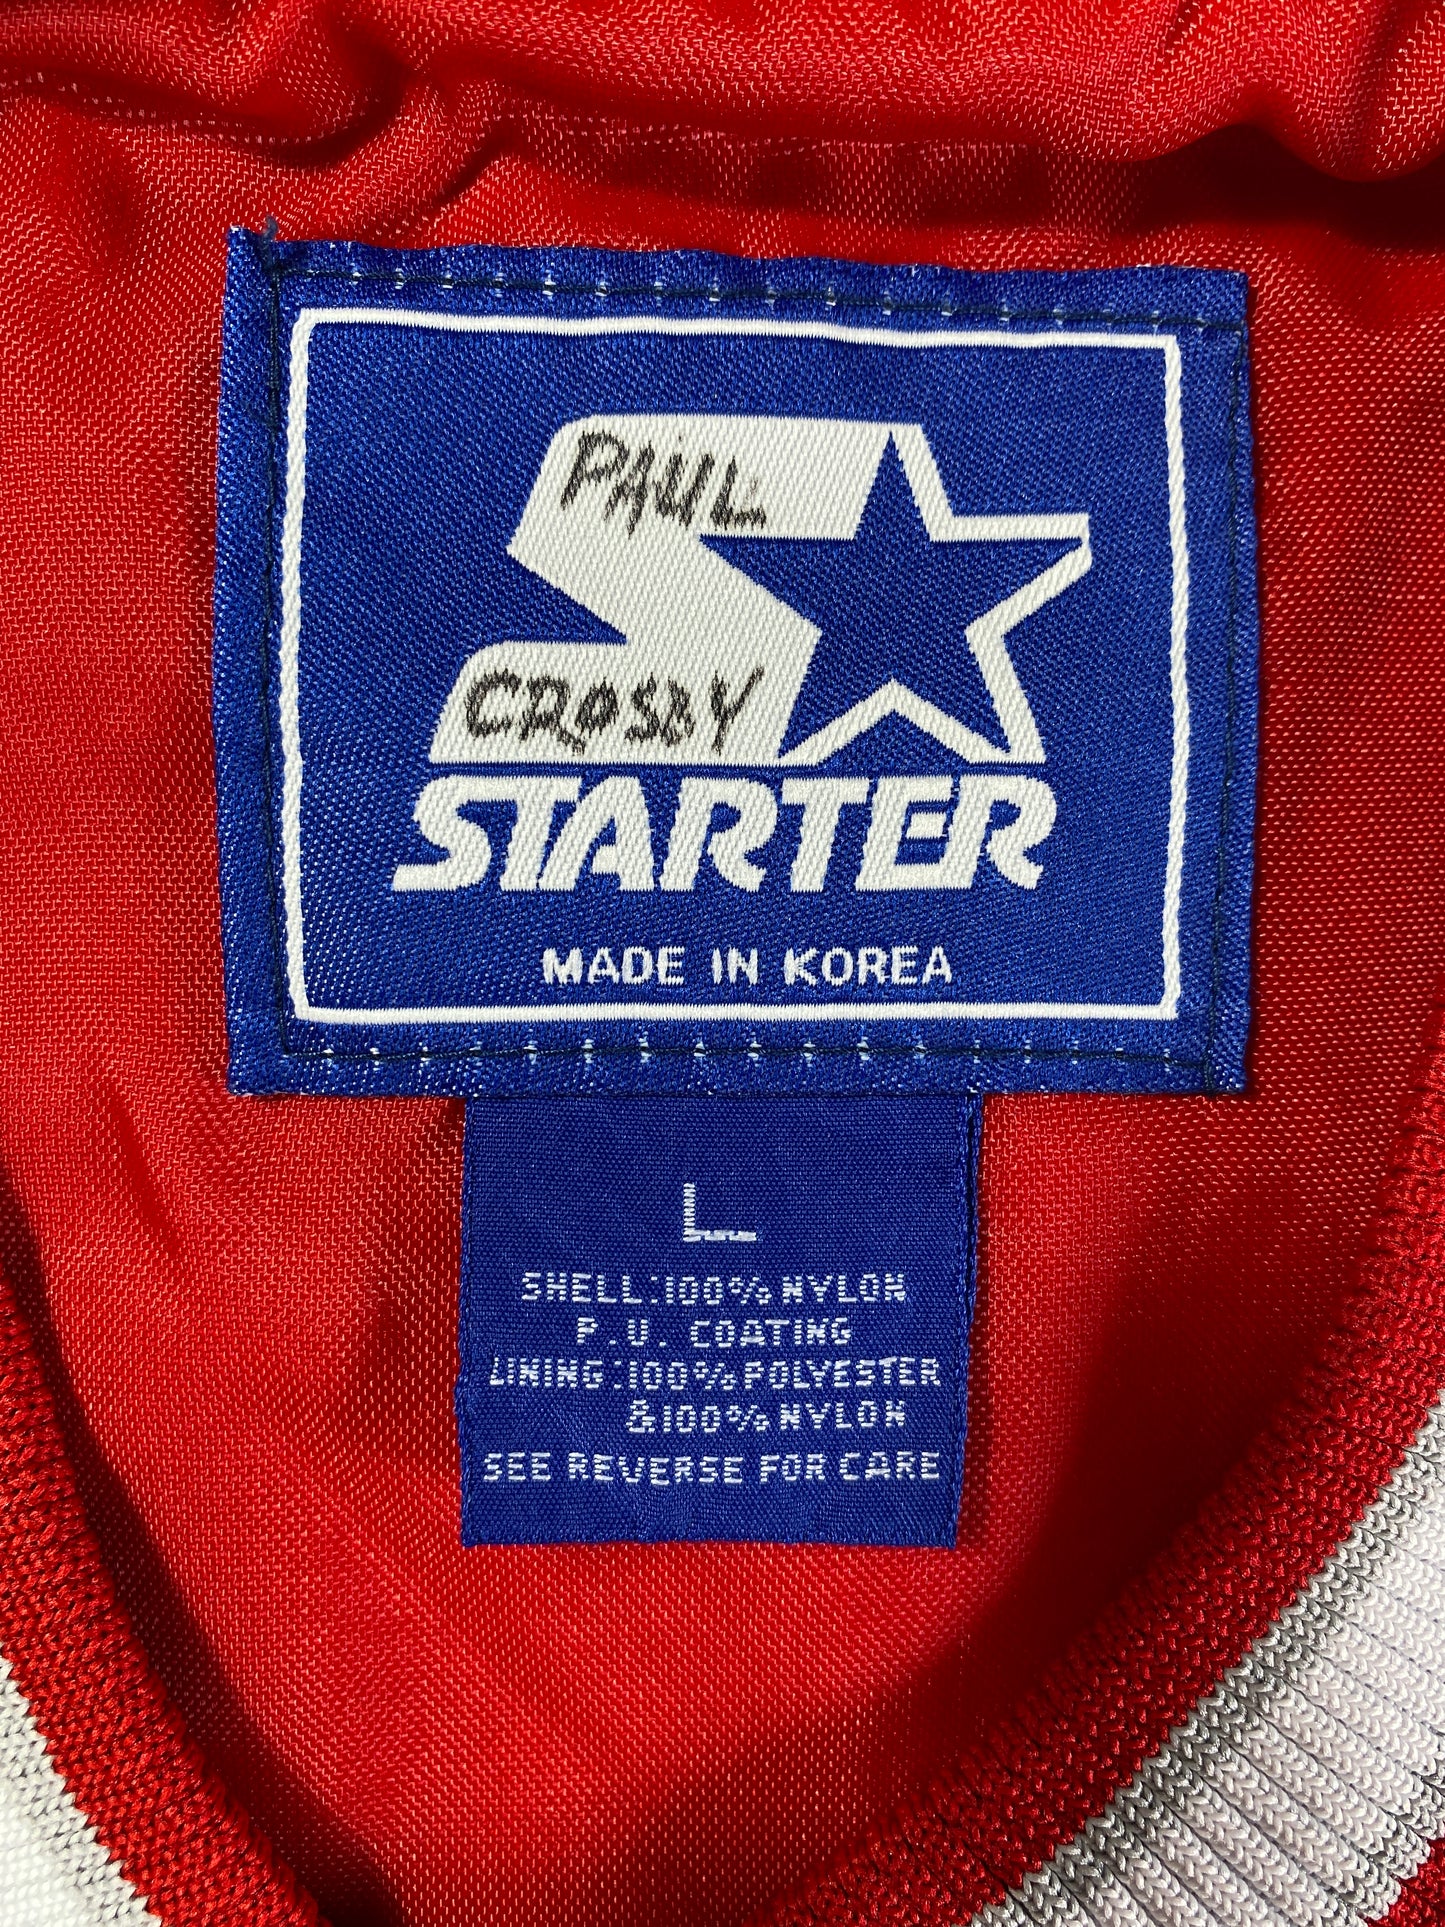 PAUL
CROSBY
STARTER
MADE IN KOREA
L
SHELL:100% NYLON
P.U. COATING
LINING:100% POLYESTER
&100% NYLON
SEE REVERSE FOR CARE